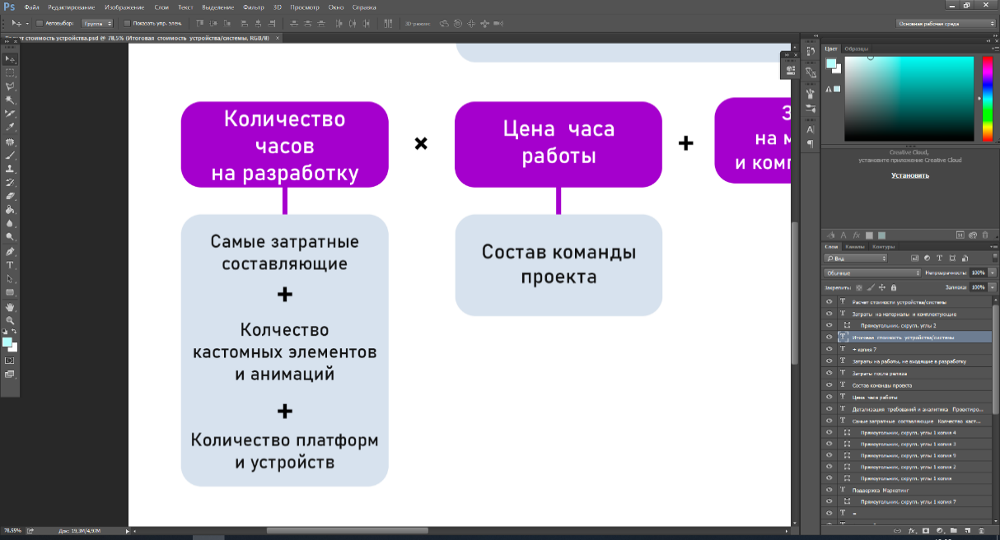 Ps Файл Редактирование Изображение Слои Текст Выделение Фильтр 3D Просмотр Окно Справка
Автовыбор: Группа Показать упр. элем. 3D-режим: Основная рабочая среда
стоимость устройства.psd @ 78,5% (Итоговая стоимость устройства/системы, RGB/8) ×
Количество
часов
на разработку
×
Цена часа
работы
+
З
на м
и комп
Самые затратные
составляющие
+
Колчество
кастомных элементов
и анимаций
+
Количество платформ
и устройств
Состав команды
проекта
Цвет Образцы
Creative Cloud,
установите приложение Creative Cloud
Установить
Слои Каналы Контуры
Вид
Обычные Непрозрачность: 100%
Закрепить: Заливка: 100%
Расчет стоимости устройства/системы
Затраты на материалы и комплектующие
Прямоугольник, скругл. углы 2
Итоговая стоимость устройства/системы
+ копия 7
Затраты на работы, не входящие в разработку
Затраты после релиза
Состав команды проекта
Цена часа работы
Детализация требований и аналитика Проектиро...
Самые затратные составляющие Колчество каст...
Прямоугольник, скругл. углы 1 копия 4
Прямоугольник, скругл. углы 1 копия 3
Прямоугольник, скругл. углы 1 копия 9
Прямоугольник, скругл. углы 1 копия 2
Прямоугольник, скругл. углы 1 копия
Поддержка Маркетинг
Прямоугольник, скругл. углы 1 копия 7
=
78,55% Док: 19,3M/4,97M